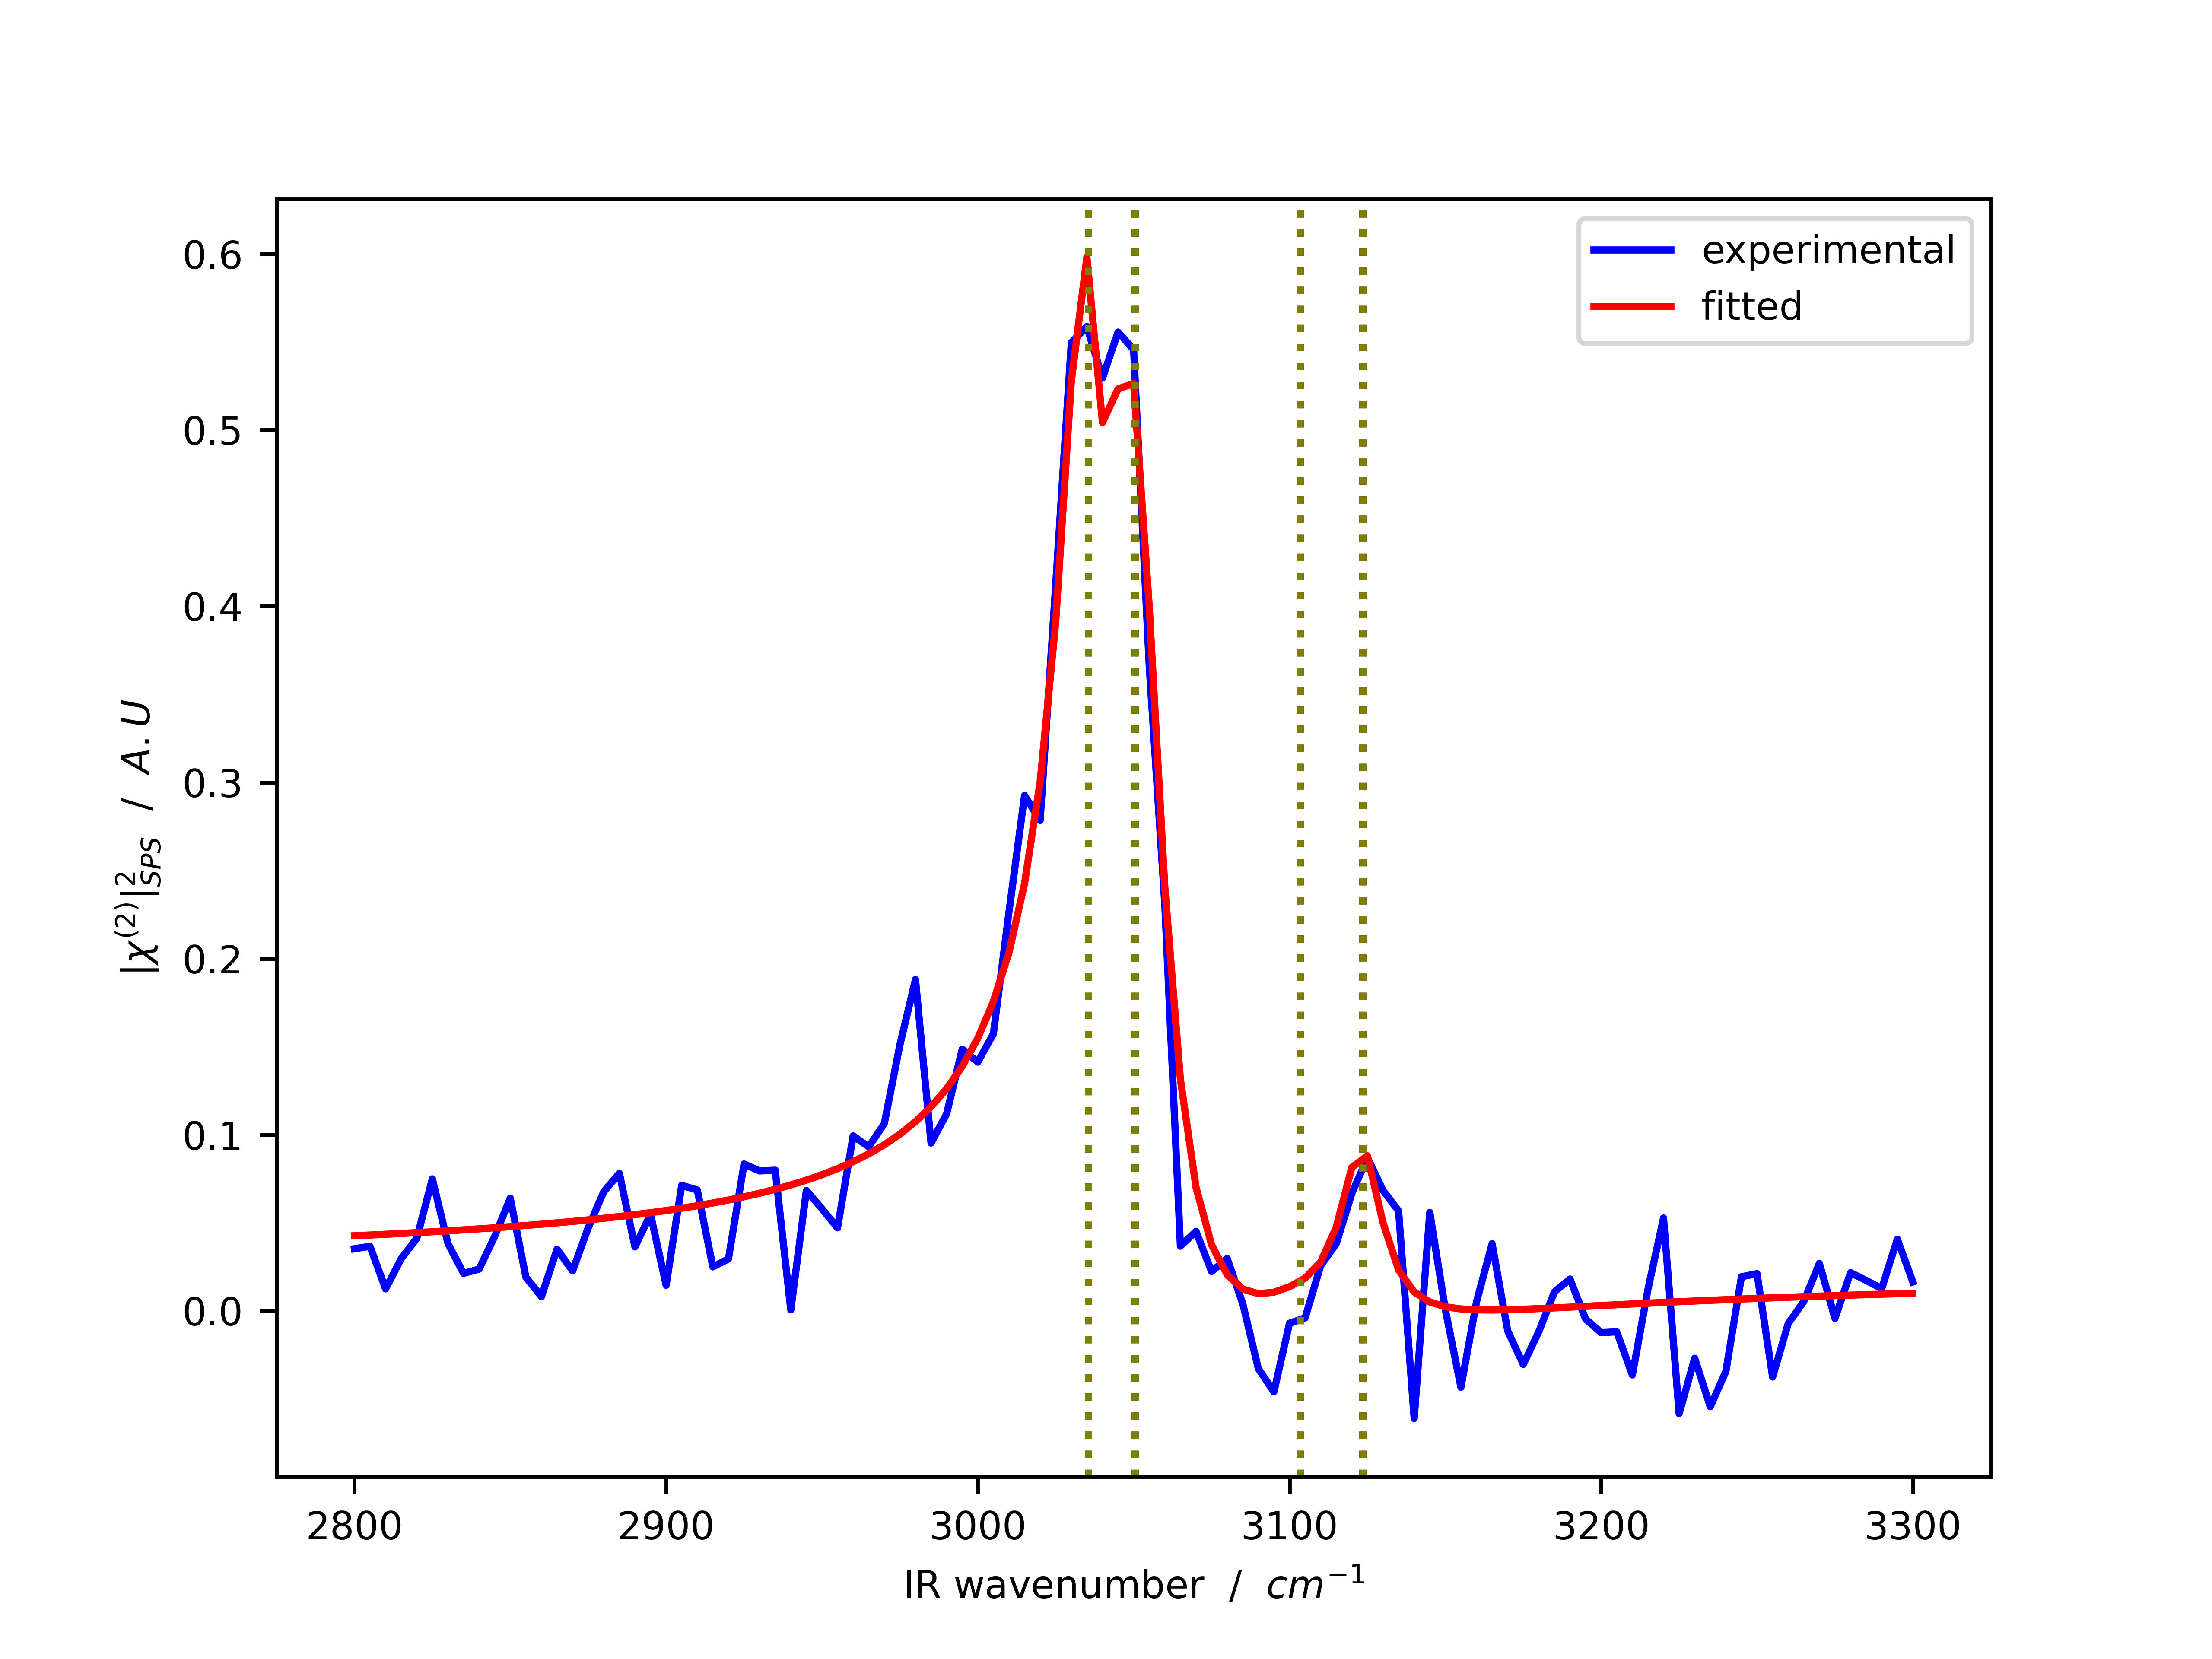 experimental
fitted
0.6
0.5
0.4
0.3
0.2
0.1
0.0
|χ⁽²⁾|²_SPS / A.U
2800 2900 3000 3100 3200 3300
IR wavenumber / cm⁻¹